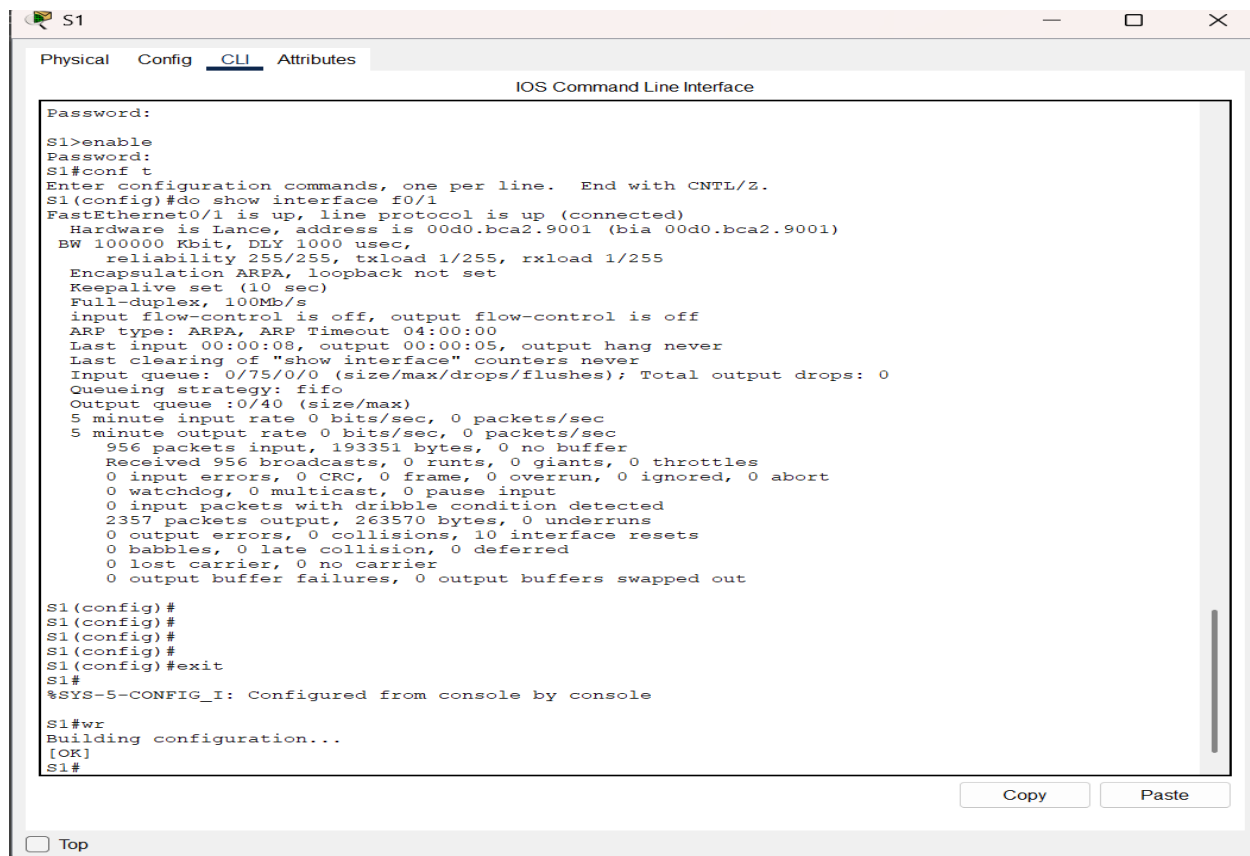 S1
Physical Config CLI Attributes
IOS Command Line Interface
Password:
S1>enable
Password:
S1#conf t
Enter configuration commands, one per line.  End with CNTL/Z.
S1(config)#do show interface f0/1
FastEthernet0/1 is up, line protocol is up (connected)
  Hardware is Lance, address is 00d0.bca2.9001 (bia 00d0.bca2.9001)
 BW 100000 Kbit, DLY 1000 usec,
     reliability 255/255, txload 1/255, rxload 1/255
  Encapsulation ARPA, loopback not set
  Keepalive set (10 sec)
  Full-duplex, 100Mb/s
  input flow-control is off, output flow-control is off
  ARP type: ARPA, ARP Timeout 04:00:00
  Last input 00:00:08, output 00:00:05, output hang never
  Last clearing of "show interface" counters never
  Input queue: 0/75/0/0 (size/max/drops/flushes); Total output drops: 0
  Queueing strategy: fifo
  Output queue :0/40 (size/max)
  5 minute input rate 0 bits/sec, 0 packets/sec
  5 minute output rate 0 bits/sec, 0 packets/sec
     956 packets input, 193351 bytes, 0 no buffer
     Received 956 broadcasts, 0 runts, 0 giants, 0 throttles
     0 input errors, 0 CRC, 0 frame, 0 overrun, 0 ignored, 0 abort
     0 watchdog, 0 multicast, 0 pause input
     0 input packets with dribble condition detected
     2357 packets output, 263570 bytes, 0 underruns
     0 output errors, 0 collisions, 10 interface resets
     0 babbles, 0 late collision, 0 deferred
     0 lost carrier, 0 no carrier
     0 output buffer failures, 0 output buffers swapped out
S1(config)#
S1(config)#
S1(config)#
S1(config)#
S1(config)#exit
S1#
%SYS-5-CONFIG_I: Configured from console by console
S1#wr
Building configuration...
[OK]
S1#
Copy Paste
Top